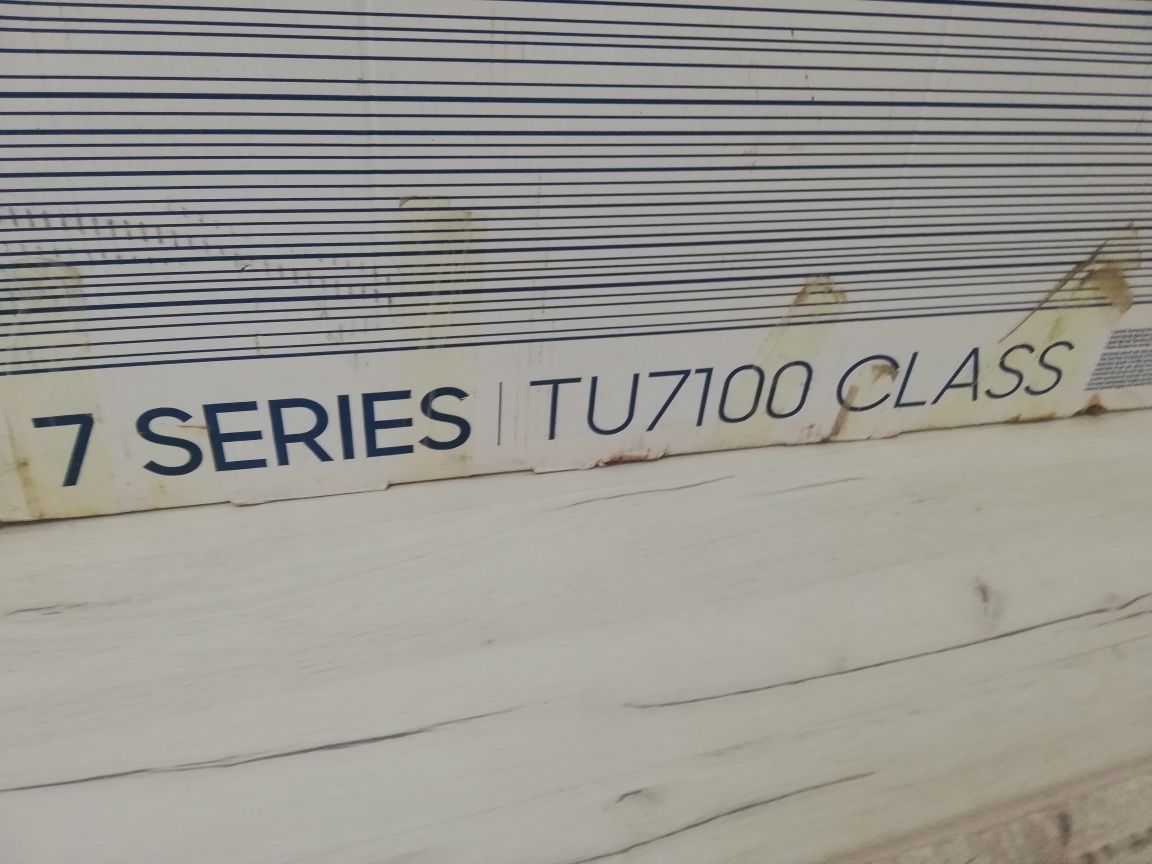 7 SERIES | TU7100 CLASS